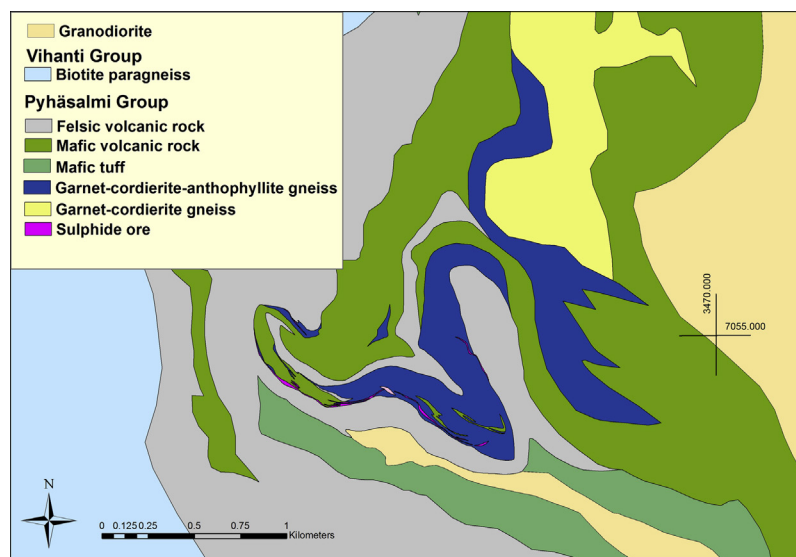 Granodiorite
Vihanti Group
Biotite paragneiss
Pyhäsalmi Group
Felsic volcanic rock
Mafic volcanic rock
Mafic tuff
Garnet-cordierite-anthophyllite gneiss
Garnet-cordierite gneiss
Sulphide ore
3470.000
7055.000
N
0 0.125 0.25 0.5 0.75 1
Kilometers